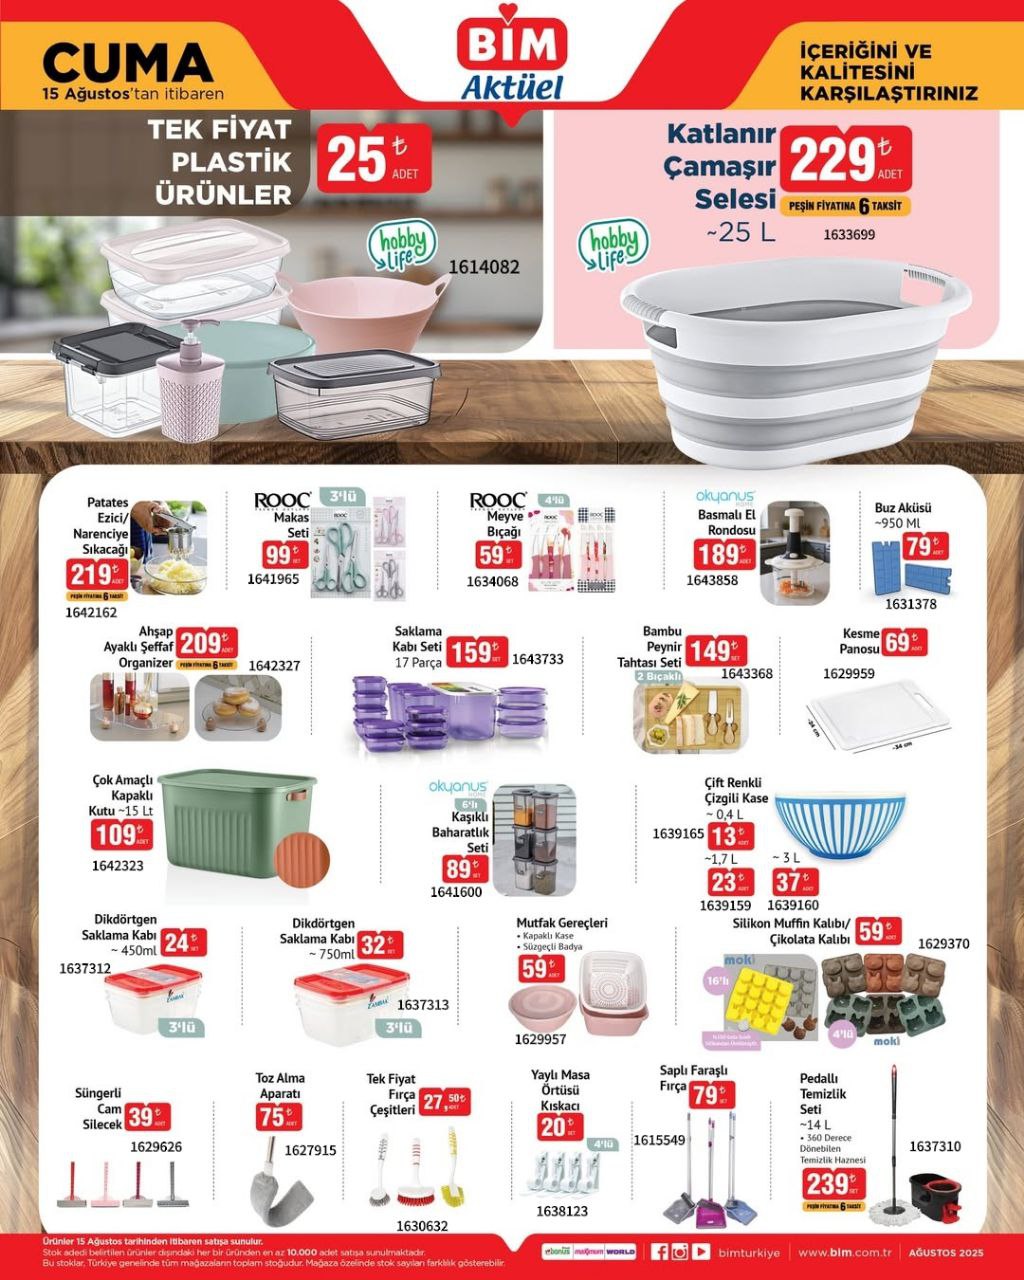 CUMA
15 Ağustos'tan itibaren
BİM
Aktüel
İÇERİĞİNİ VE
KALİTESİNİ
KARŞILAŞTIRINIZ
TEK FİYAT
PLASTİK
ÜRÜNLER
25₺
ADET
hobby
life
1614082
Katlanır
Çamaşır
Selesi
~25 L
229₺
ADET
PEŞİN FİYATINA 6 TAKSİT
1633699
hobby
life
Patates
Ezici/
Narenciye
Sıkacağı
219₺
ADET
PEŞİN FİYATINA 6 TAKSİT
1642162
ROOC
3'lü
Makas
Seti
99₺
SET
1641965
ROOC
4'lü
Meyve
Bıçağı
59₺
SET
1634068
okyanus
HOME
Basmalı El
Rondosu
189₺
ADET
1643858
Buz Aküsü
~950 Ml
79₺
ADET
1631378
Ahşap
Ayaklı Şeffaf
Organizer
209₺
ADET
PEŞİN FİYATINA 6 TAKSİT
1642327
Saklama
Kabı Seti
17 Parça
159₺
SET
1643733
Bambu
Peynir
Tahtası Seti
2 Bıçaklı
149₺
SET
1643368
Kesme
Panosu
69₺
ADET
1629959
~24 cm
~34 cm
Çok Amaçlı
Kapaklı
Kutu ~15 Lt
109₺
ADET
1642323
okyanus
HOME
6'lı
Kaşıklı
Baharatlık
Seti
89₺
SET
1641600
Çift Renkli
Çizgili Kase
~ 0,4 L
1639165
13₺
ADET
~1,7 L
23₺
ADET
1639159
~ 3 L
37₺
ADET
1639160
Dikdörtgen
Saklama Kabı
~ 450ml
24₺
SET
1637312
3'lü
Dikdörtgen
Saklama Kabı
~ 750ml
32₺
SET
1637313
3'lü
Mutfak Gereçleri
• Kapaklı Kase
• Süzgeçli Badya
59₺
ADET
1629957
Silikon Muffin Kalıbı/
Çikolata Kalıbı
59₺
SET
1629370
moki
16'lı
4'lü
moki
Süngerli
Cam
Silecek
39₺
ADET
1629626
Toz Alma
Aparatı
75₺
ADET
1627915
Tek Fiyat
Fırça
Çeşitleri
27,50₺
ADET
1630632
Yaylı Masa
Örtüsü
Kıskacı
20₺
SET
4'lü
1638123
Saplı Faraşlı
Fırça
79₺
SET
1615549
Pedallı
Temizlik
Seti
~14 L
• 360 Derece
Dönebilen
Temizlik Haznesi
239₺
SET
PEŞİN FİYATINA 6 TAKSİT
1637310
Ürünler 15 Ağustos tarihinden itibaren satışa sunulur.
Stok adedi belirtilen ürünler dışındaki her bir üründen en az 10.000 adet satışa sunulmaktadır.
Bu stoklar, Türkiye genelinde tüm mağazaların toplam stoğudur. Mağaza özelinde stok sayıları farklılık gösterebilir.
bonus
maximum
WORLD
bimturkiye
www.bim.com.tr
AĞUSTOS 2025